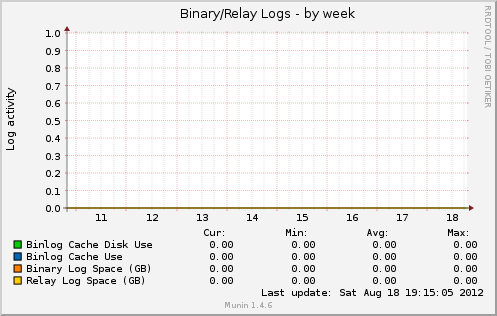 Binary/Relay Logs - by week
RRDTOOL / TOBI OETIKER
Log activity
1.0
0.9
0.8
0.7
0.6
0.5
0.4
0.3
0.2
0.1
0.0
11 12 13 14 15 16 17 18
Cur: Min: Avg: Max:
Binlog Cache Disk Use 0.00 0.00 0.00 0.00
Binlog Cache Use 0.00 0.00 0.00 0.00
Binary Log Space (GB) 0.00 0.00 0.00 0.00
Relay Log Space (GB) 0.00 0.00 0.00 0.00
Last update: Sat Aug 18 19:15:05 2012
Munin 1.4.6